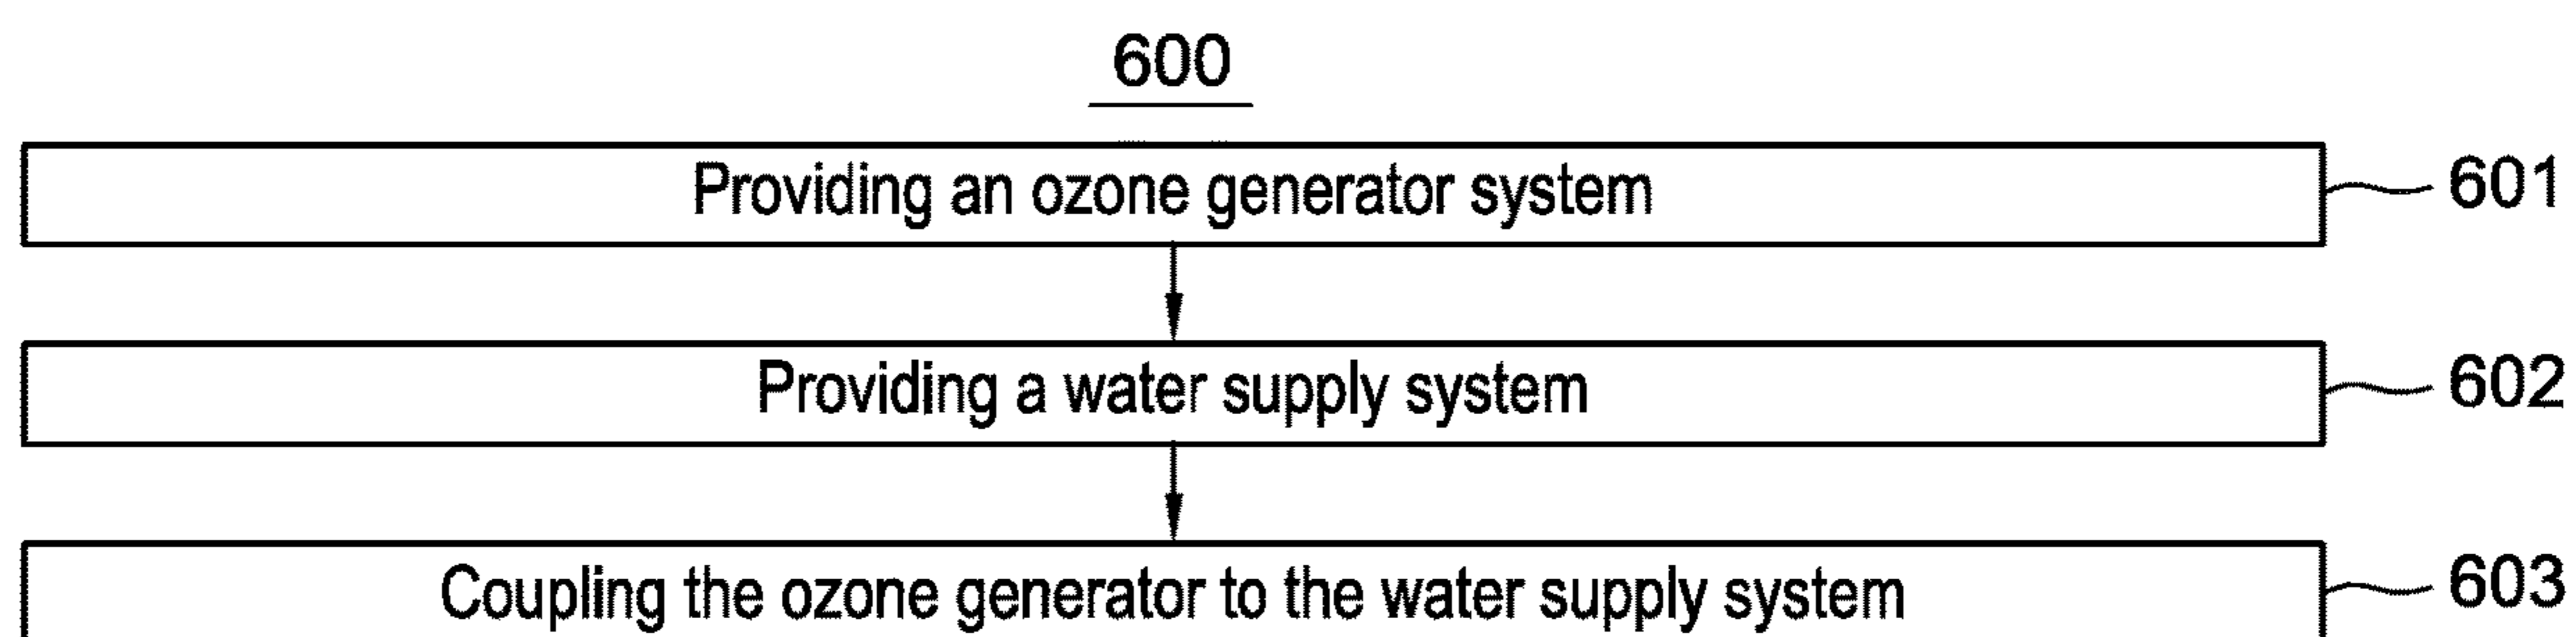 600
Providing an ozone generator system 601
Providing a water supply system 602
Coupling the ozone generator to the water supply system 603